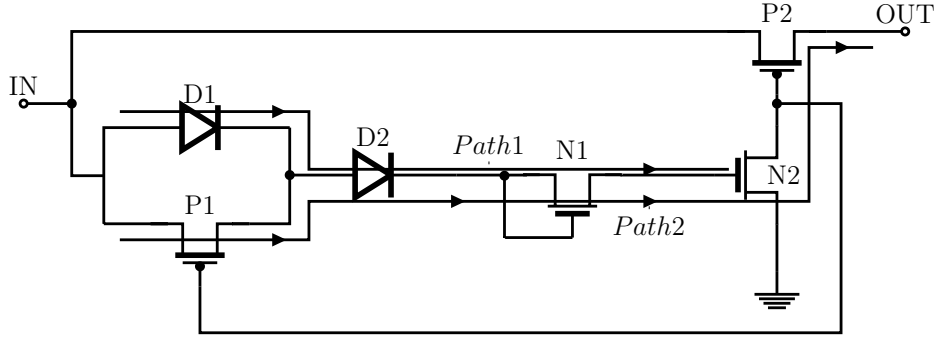 P2
OUT
IN
D1
D2
Path1
N1
N2
P1
Path2